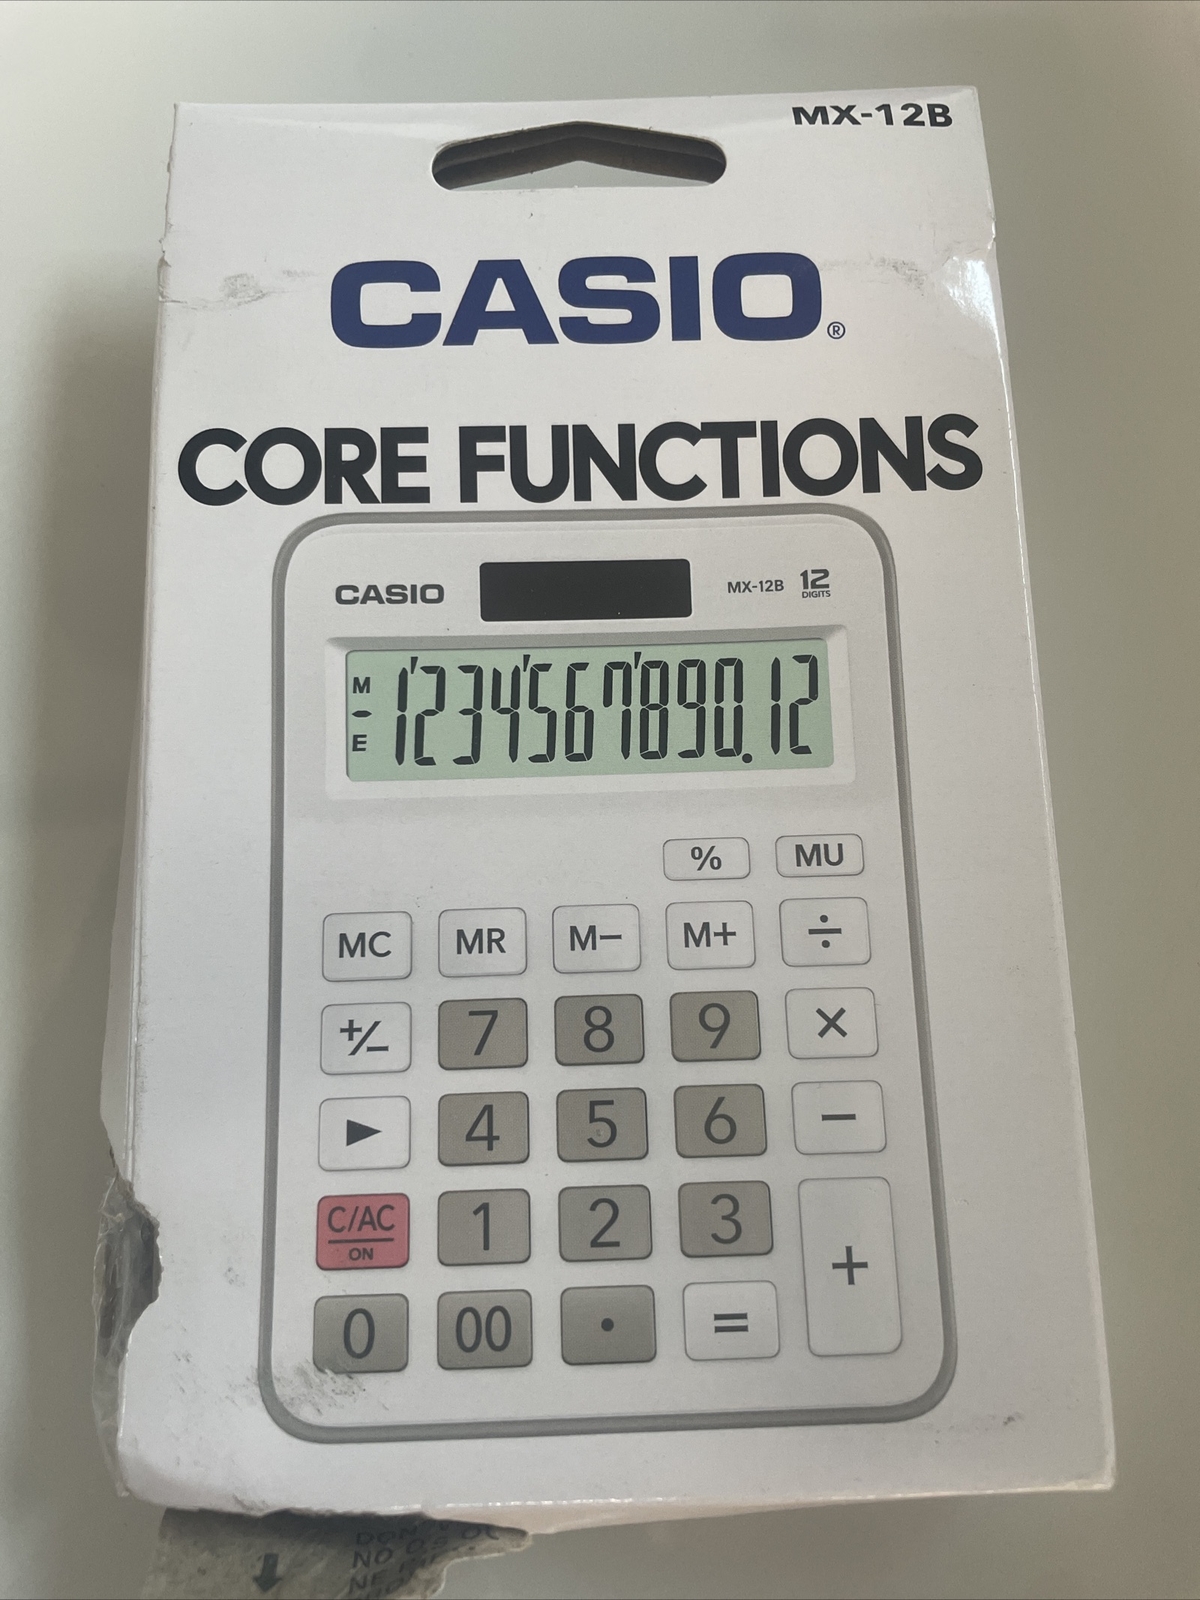 MX-12B
CASIO®
CORE FUNCTIONS
CASIO MX-12B 12 DIGITS
M
-
E
1'234'567'890.12
% MU
MC MR M− M+ ÷
+/− 7 8 9 ×
▶ 4 5 6 −
C/AC ON 1 2 3
0 00 · = +
NO